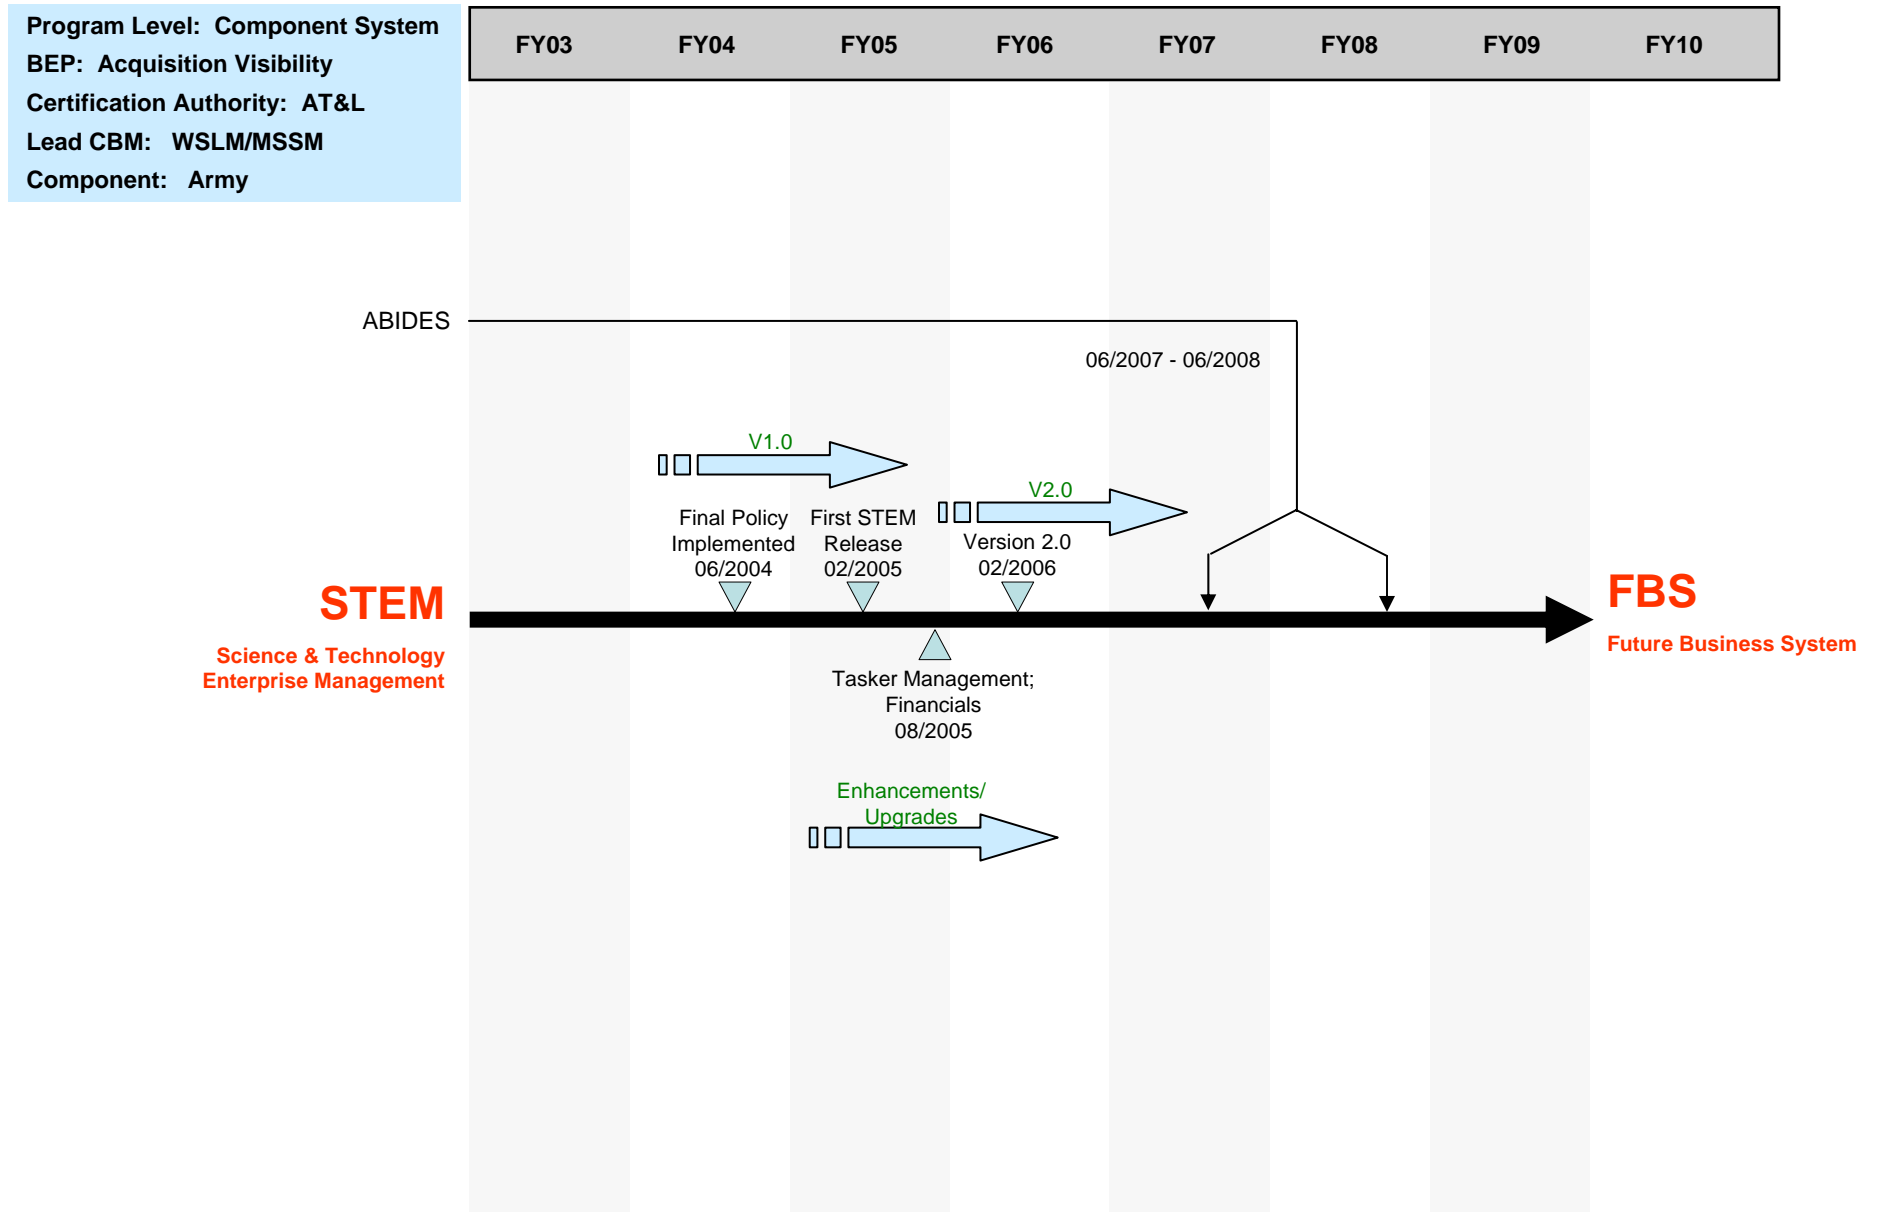 Program Level: Component System
BEP: Acquisition Visibility
Certification Authority: AT&L
Lead CBM: WSLM/MSSM
Component: Army
FY03 FY04 FY05 FY06 FY07 FY08 FY09 FY10
ABIDES
06/2007 - 06/2008
V1.0
V2.0
Final Policy
Implemented
06/2004
First STEM
Release
02/2005
Version 2.0
02/2006
STEM
Science & Technology
Enterprise Management
FBS
Future Business System
Tasker Management;
Financials
08/2005
Enhancements/
Upgrades